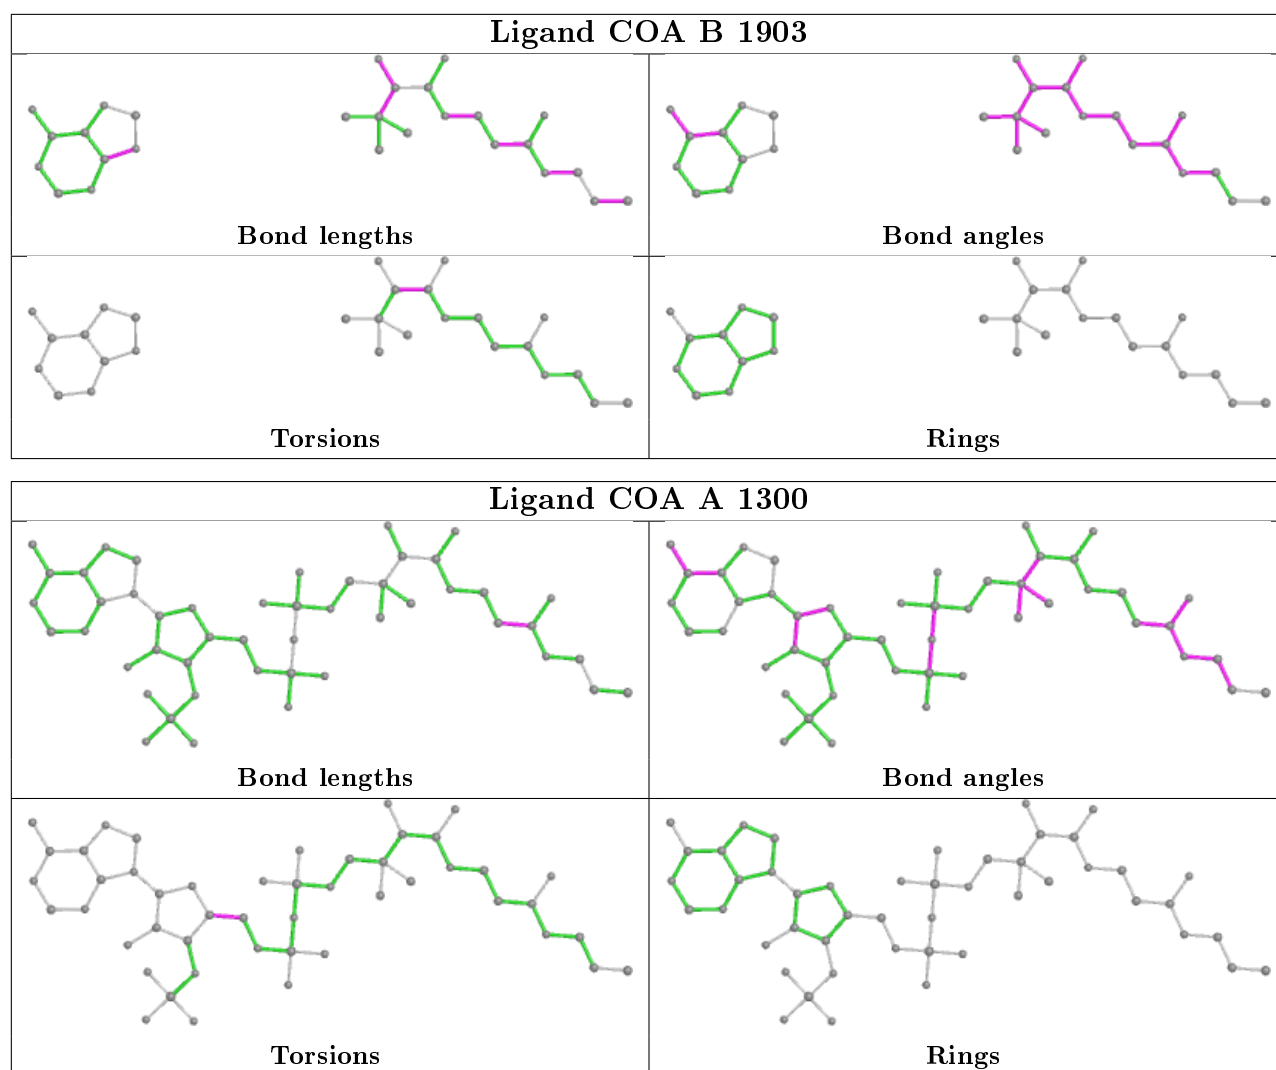 Ligand COA B 1903
Bond lengths
Bond angles
Torsions
Rings
Ligand COA A 1300
Bond lengths
Bond angles
Torsions
Rings